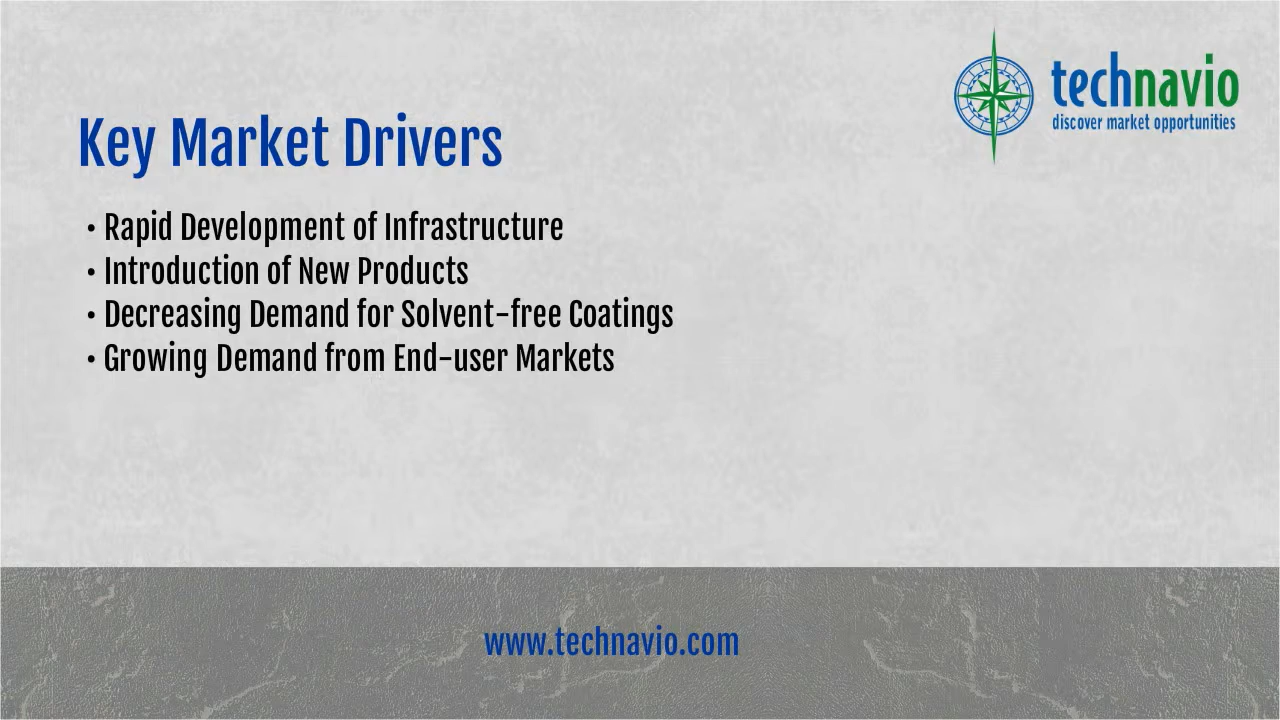 technavio
discover market opportunities
Key Market Drivers
• Rapid Development of Infrastructure
• Introduction of New Products
• Decreasing Demand for Solvent-free Coatings
• Growing Demand from End-user Markets
www.technavio.com